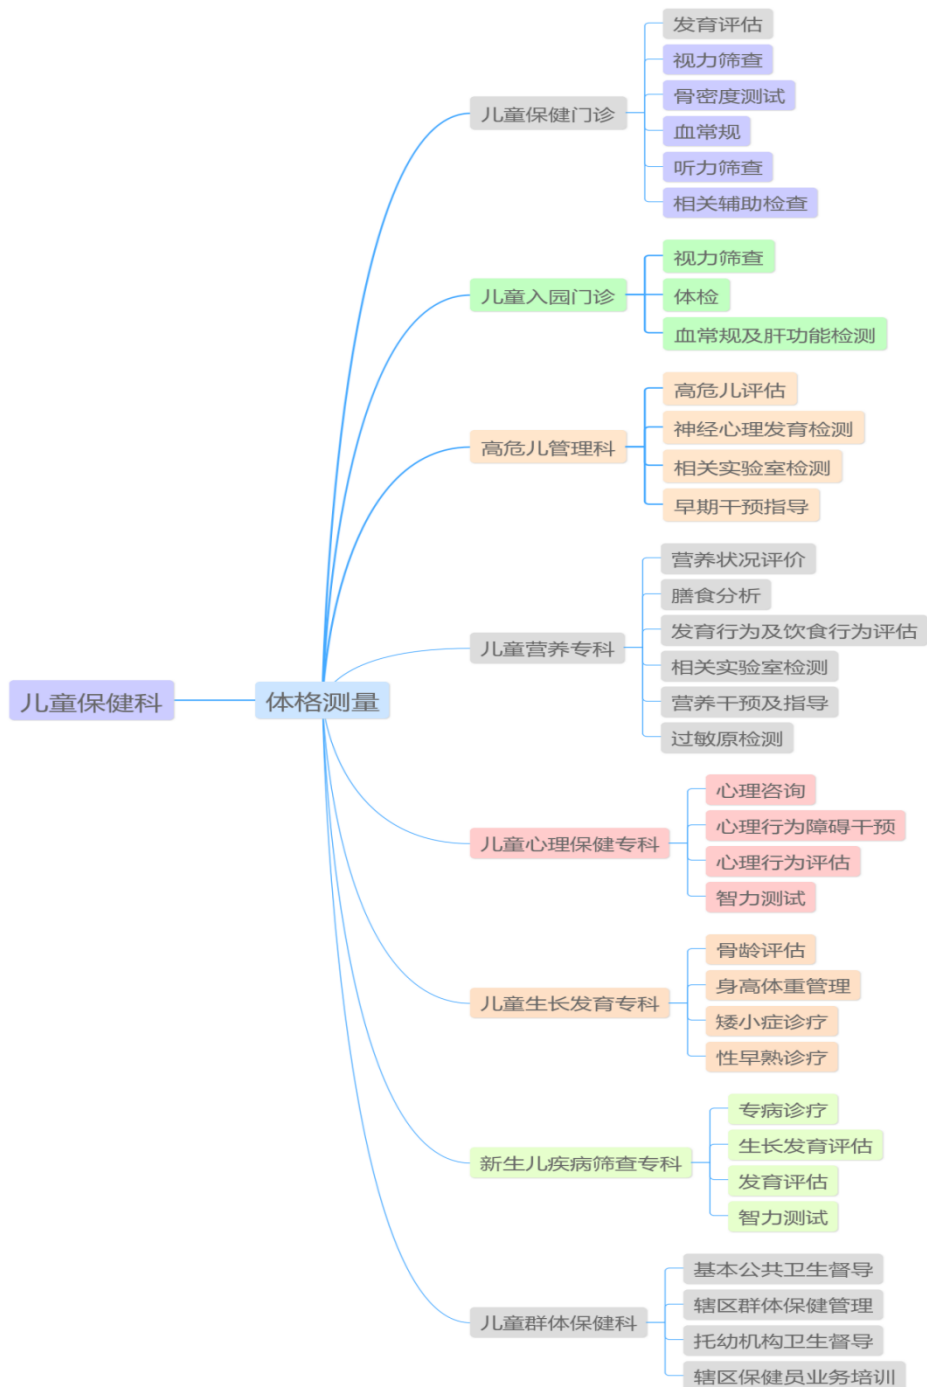 儿童保健科
体格测量
儿童保健门诊
发育评估
视力筛查
骨密度测试
血常规
听力筛查
相关辅助检查
儿童入园门诊
视力筛查
体检
血常规及肝功能检测
高危儿管理科
高危儿评估
神经心理发育检测
相关实验室检测
早期干预指导
儿童营养专科
营养状况评价
膳食分析
发育行为及饮食行为评估
相关实验室检测
营养干预及指导
过敏原检测
儿童心理保健专科
心理咨询
心理行为障碍干预
心理行为评估
智力测试
儿童生长发育专科
骨龄评估
身高体重管理
矮小症诊疗
性早熟诊疗
新生儿疾病筛查专科
专病诊疗
生长发育评估
发育评估
智力测试
儿童群体保健科
基本公共卫生督导
辖区群体保健管理
托幼机构卫生督导
辖区保健员业务培训